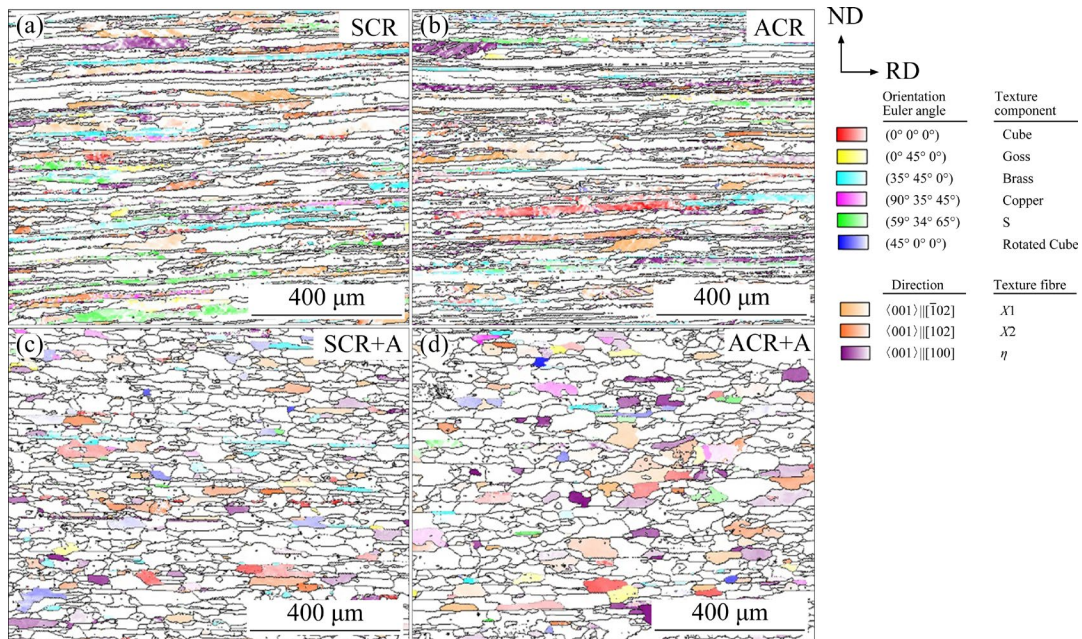 (a) SCR
(b) ACR
400 μm
400 μm
(c) SCR+A
(d) ACR+A
400 μm
400 μm
ND
RD
Orientation Texture
Euler angle component
(0° 0° 0°) Cube
(0° 45° 0°) Goss
(35° 45° 0°) Brass
(90° 35° 45°) Copper
(59° 34° 65°) S
(45° 0° 0°) Rotated Cube
Direction Texture fibre
⟨001⟩||[1̄02] X1
⟨001⟩||[102] X2
⟨001⟩||[100] η